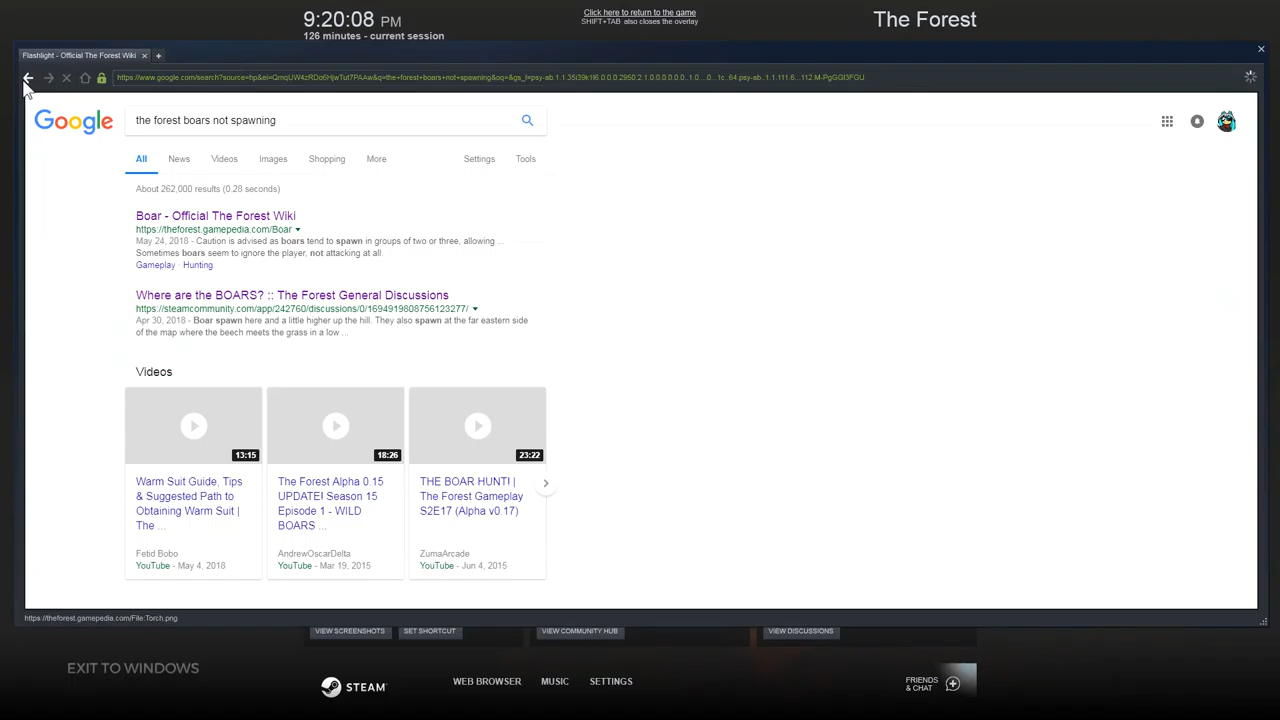 9:20:08 PM
126 minutes - current session
Click here to return to the game
SHIFT+TAB also closes the overlay
The Forest
Flashlight - Official The Forest Wiki
Google
the forest boars not spawning
All
News
Videos
Images
Shopping
More
Settings
Tools
About 262,000 results (0.28 seconds)
Boar - Official The Forest Wiki
https://theforest.gamepedia.com/Boar
May 24, 2018 - Caution is advised as boars tend to spawn in groups of two or three, allowing ...
Sometimes boars seem to ignore the player, not attacking at all.
Gameplay · Hunting
Where are the BOARS? :: The Forest General Discussions
https://steamcommunity.com/app/242760/discussions/0/1694919808756123277/
Apr 30, 2018 - Boar spawn here and a little higher up the hill. They also spawn at the far eastern side
of the map where the beech meets the grass in a low ...
Videos
13:15
18:26
23:22
Warm Suit Guide, Tips
& Suggested Path to
Obtaining Warm Suit |
The ...
Fetid Bobo
YouTube - May 4, 2018
The Forest Alpha 0.15
UPDATE! Season 15
Episode 1 - WILD
BOARS ...
AndrewOscarDelta
YouTube - Mar 19, 2015
THE BOAR HUNT! |
The Forest Gameplay
S2E17 (Alpha v0.17)
ZumaArcade
YouTube - Jun 4, 2015
https://theforest.gamepedia.com/File:Torch.png
VIEW SCREENSHOTS
SET SHORTCUT
VIEW COMMUNITY HUB
VIEW DISCUSSIONS
EXIT TO WINDOWS
STEAM
WEB BROWSER
MUSIC
SETTINGS
FRIENDS
& CHAT